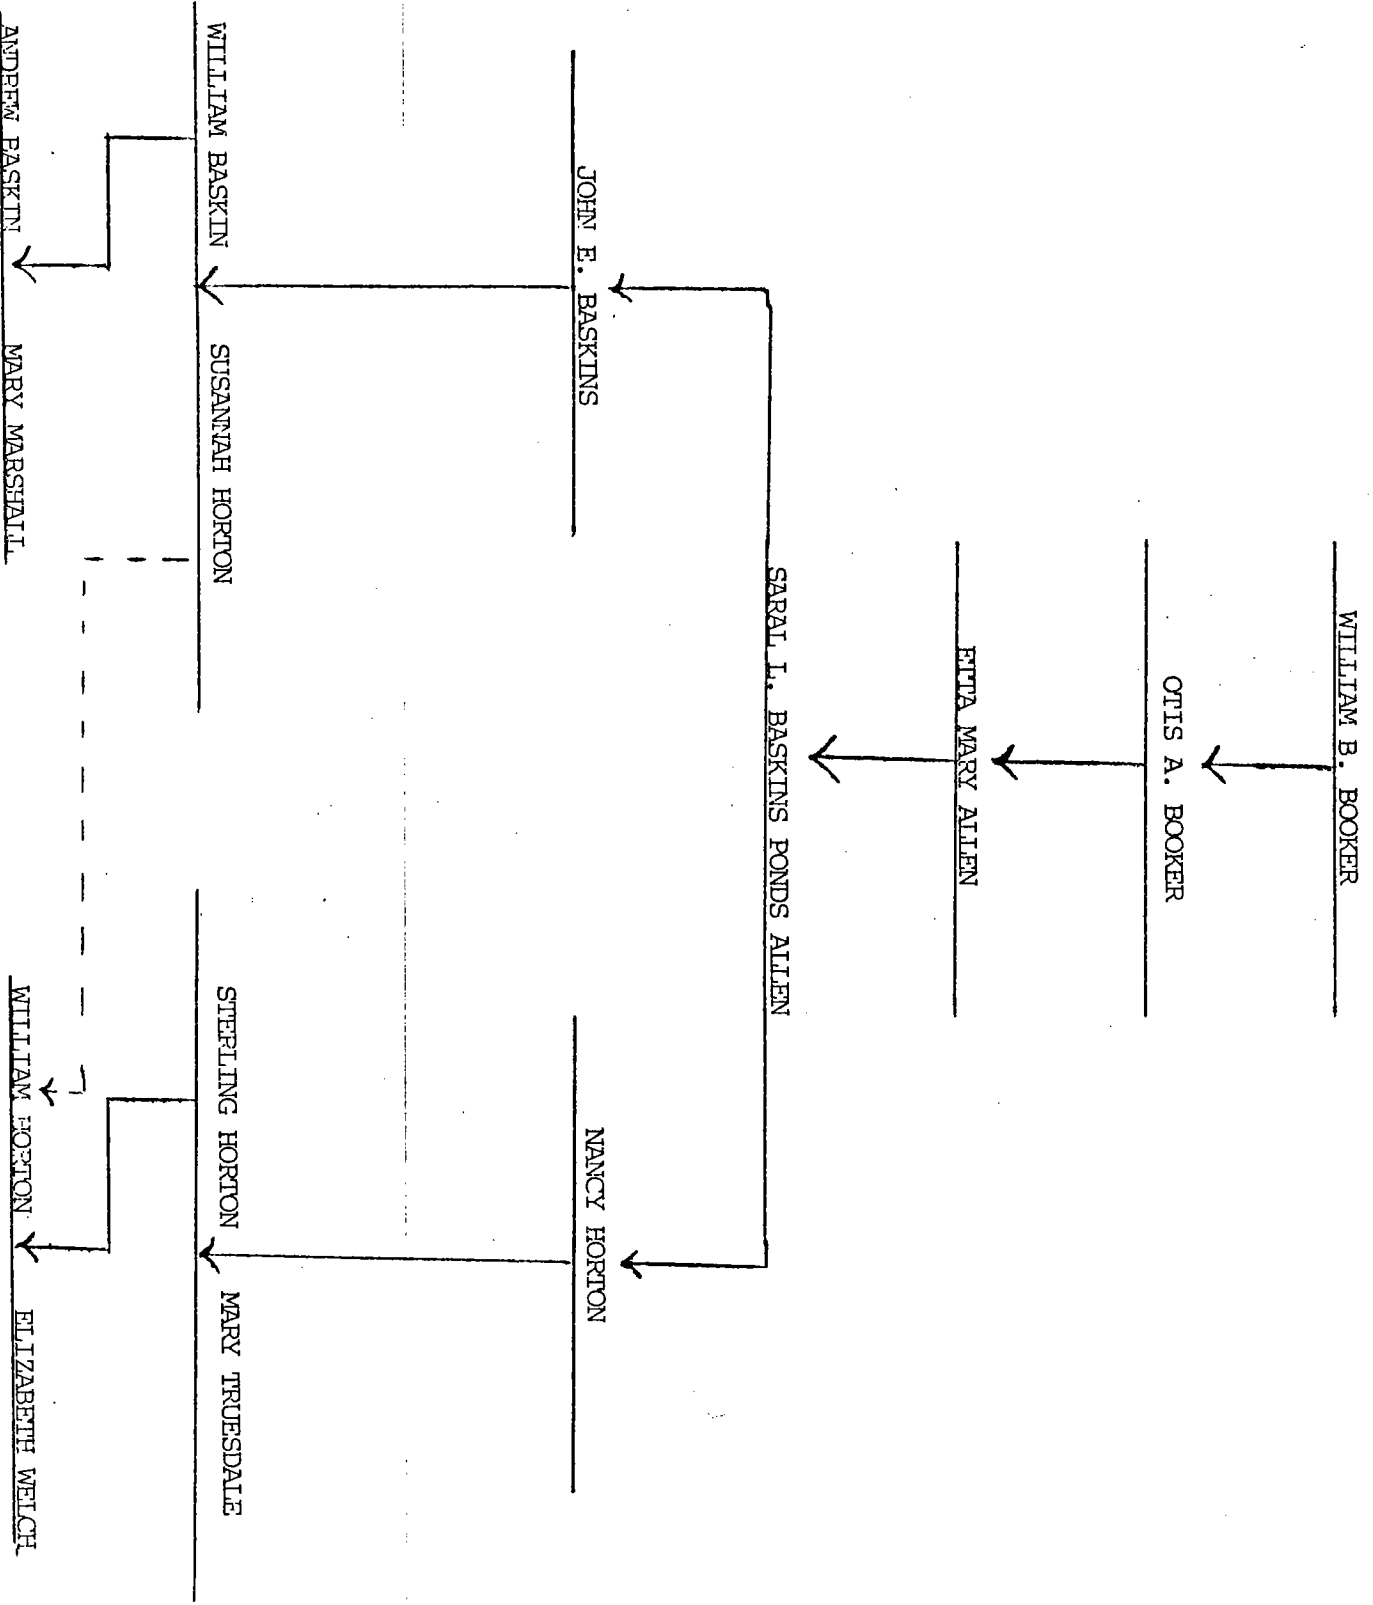 WILLIAM B. BOOKER
OTIS A. BOOKER
ETTA MARY ALLEN
SARAL L. BASKINS PONDS ALLEN
JOHN E. BASKINS
NANCY HORTON
WILLIAM BASKIN SUSANNAH HORTON
STERLING HORTON MARY TRUESDALE
ANDREW BASKIN MARY MARSHALL
WILLIAM HORTON ELIZABETH WELCH